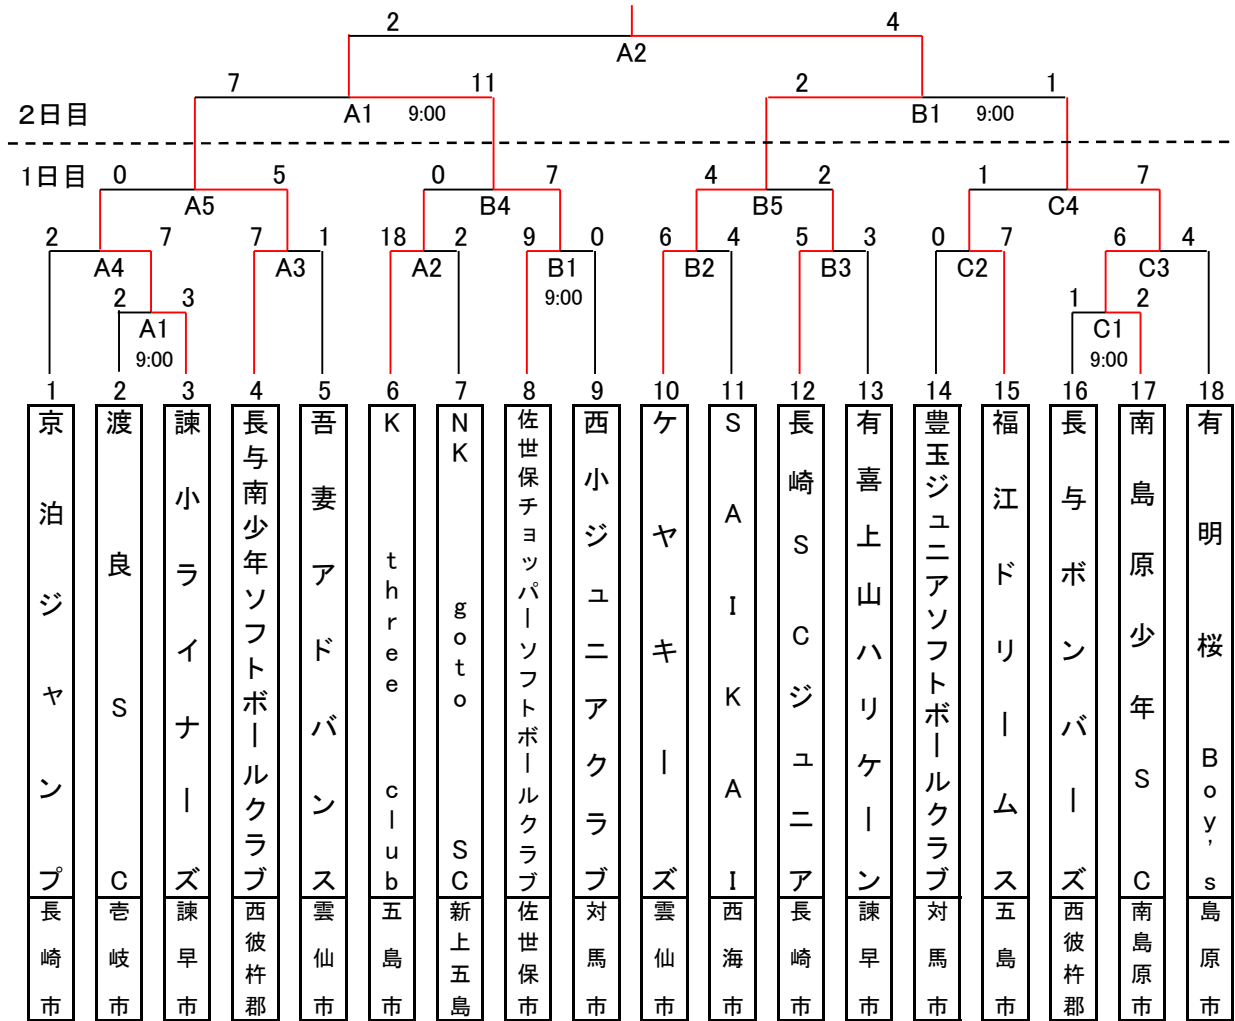 2 4
A2
7 11 2 1
A1 9:00 B1 9:00
2日目
1日目
0 5 0 7 4 2 1 7
A5 B4 B5 C4
2 7 7 1 18 2 9 0 6 4 5 3 0 7 6 4
A4 A3 A2 B1 B2 B3 C2 C3
9:00
2 3 1 2
A1 C1
9:00 9:00
1 2 3 4 5 6 7 8 9 10 11 12 13 14 15 16 17 18
京泊ジャンプ
渡良SC
諫小ライナーズ
長与南少年ソフトボールクラブ
吾妻アドバンス
K three club
NK goto SC
佐世保チョッパーソフトボールクラブ
西小ジュニアクラブ
ケヤキーズ
SAIKAI
長崎SCジュニア
有喜上山ハリケーン
豊玉ジュニアソフトボールクラブ
福江ドリームス
長与ボンバーズ
南島原少年SC
有明桜Boy's
長崎市
壱岐市
諫早市
西彼杵郡
雲仙市
五島市
新上五島
佐世保市
対馬市
雲仙市
西海市
長崎市
諫早市
対馬市
五島市
西彼杵郡
南島原市
島原市